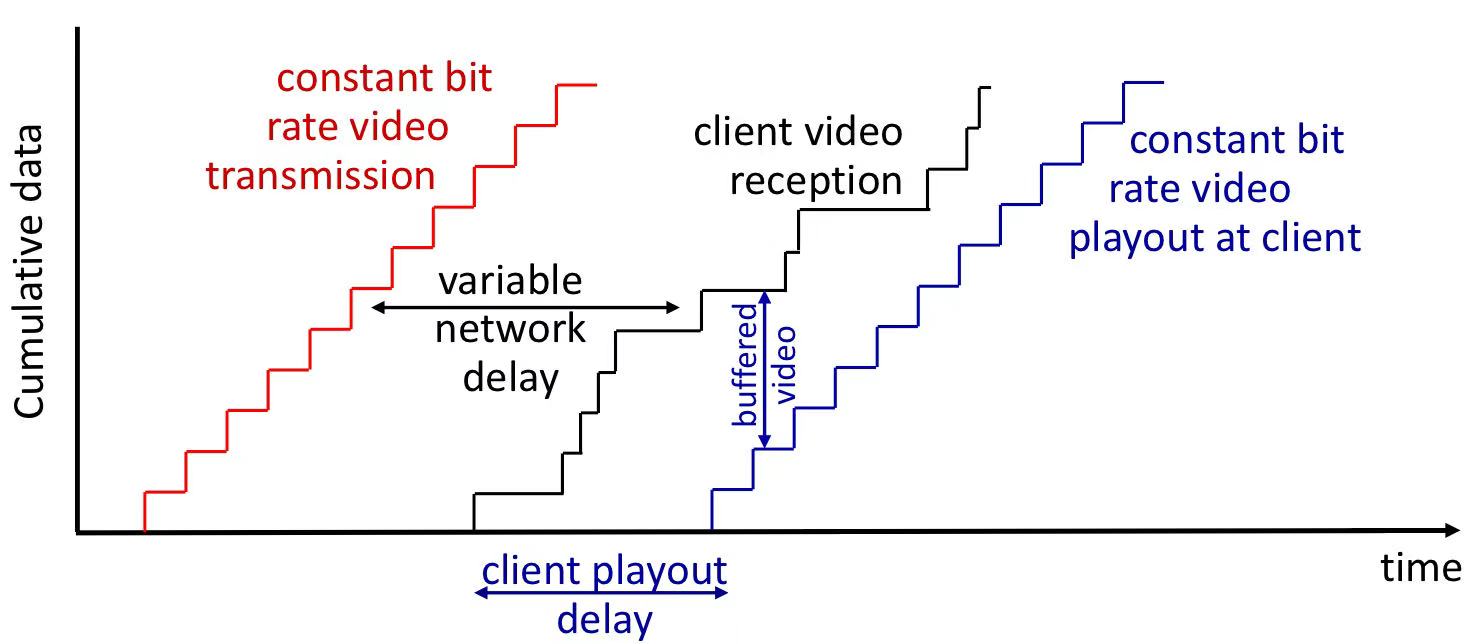 constant bit
rate video
transmission
client video
reception
constant bit
rate video
playout at client
Cumulative data
variable
network
delay
buffered
video
client playout
delay
time